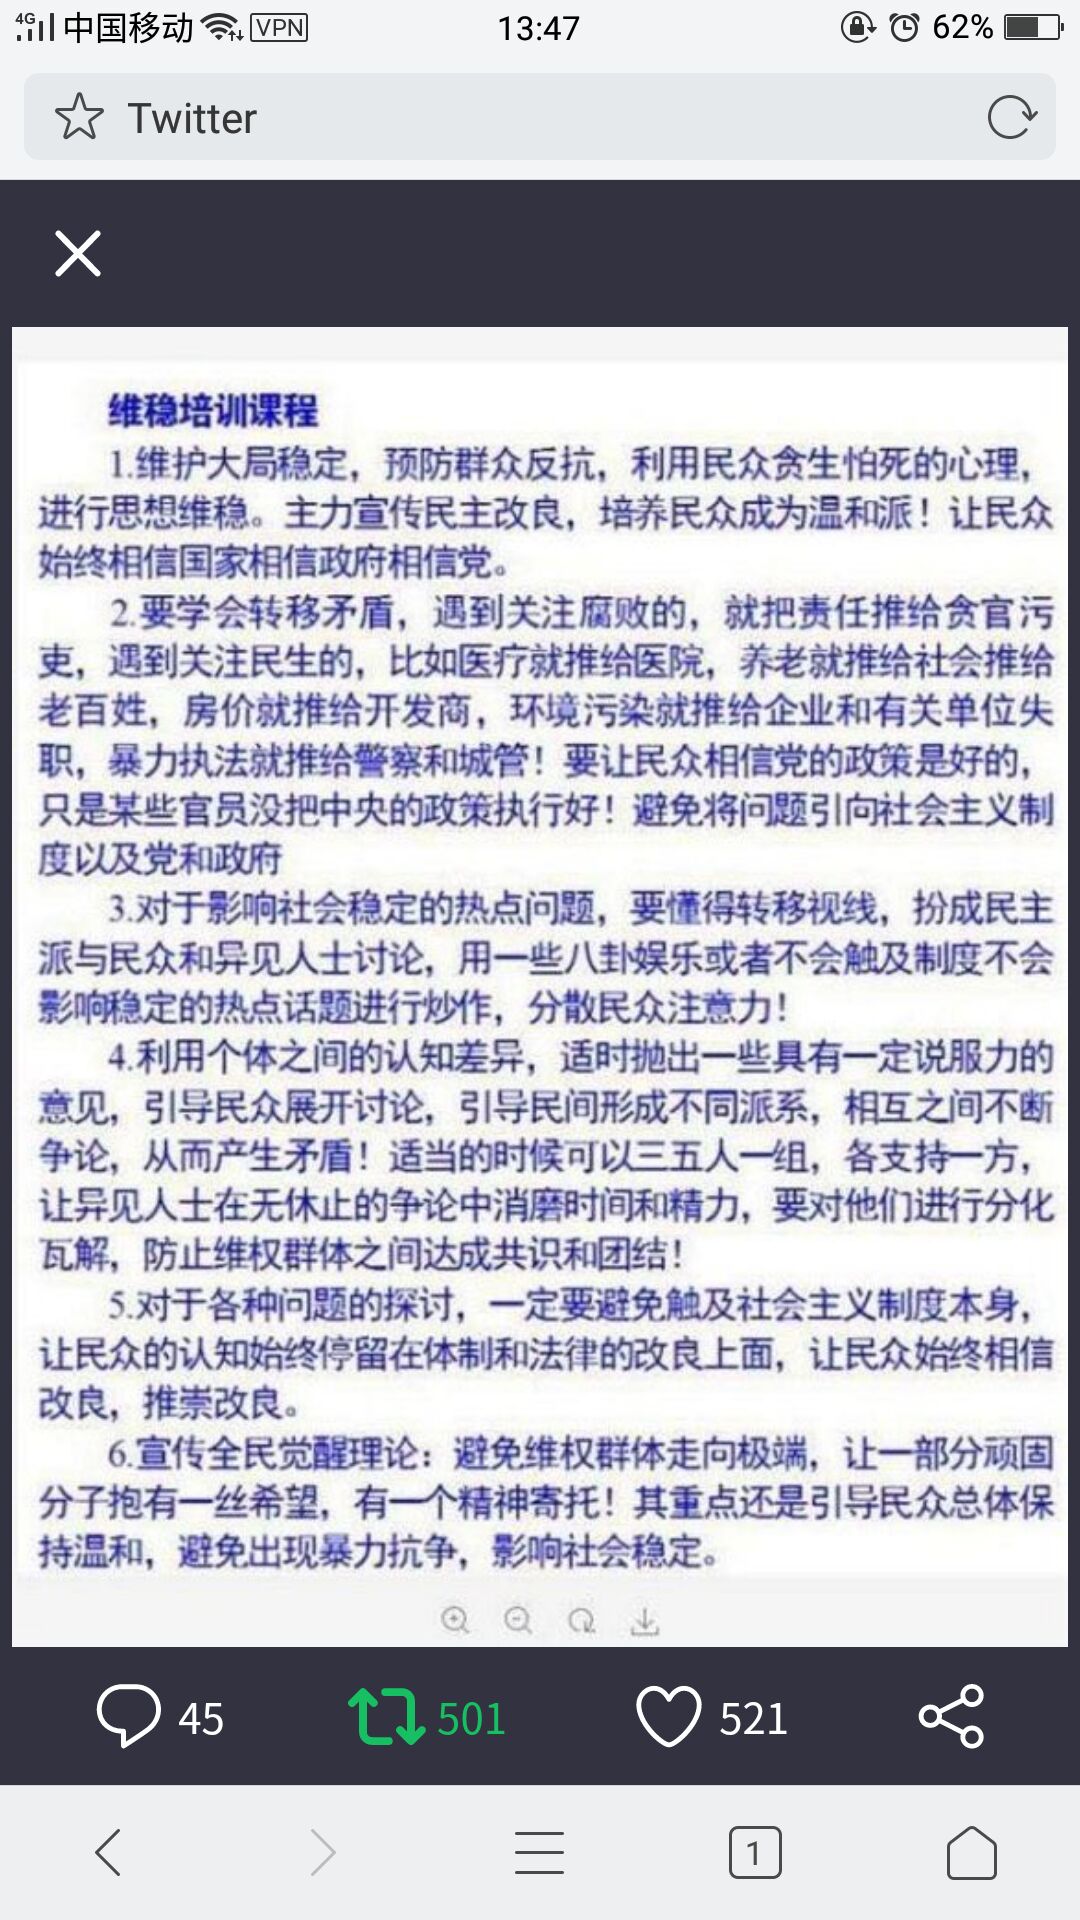 4G 中国移动 VPN 13:47 62%
Twitter
维稳培训课程
1.维护大局稳定，预防群众反抗，利用民众贪生怕死的心理，
进行思想维稳。主力宣传民主改良，培养民众成为温和派！让民众
始终相信国家相信政府相信党。
2.要学会转移矛盾，遇到关注腐败的，就把责任推给贪官污
吏，遇到关注民生的，比如医疗就推给医院，养老就推给社会推给
老百姓，房价就推给开发商，环境污染就推给企业和有关单位失
职，暴力执法就推给警察和城管！要让民众相信党的政策是好的，
只是某些官员没把中央的政策执行好！避免将问题引向社会主义制
度以及党和政府
3.对于影响社会稳定的热点问题，要懂得转移视线，扮成民主
派与民众和异见人士讨论，用一些八卦娱乐或者不会触及制度不会
影响稳定的热点话题进行炒作，分散民众注意力！
4.利用个体之间的认知差异，适时抛出一些具有一定说服力的
意见，引导民众展开讨论，引导民间形成不同派系，相互之间不断
争论，从而产生矛盾！适当的时候可以三五人一组，各支持一方，
让异见人士在无休止的争论中消磨时间和精力，要对他们进行分化
瓦解，防止维权群体之间达成共识和团结！
5.对于各种问题的探讨，一定要避免触及社会主义制度本身，
让民众的认知始终停留在体制和法律的改良上面，让民众始终相信
改良，推崇改良。
6.宣传全民觉醒理论：避免维权群体走向极端，让一部分顽固
分子抱有一丝希望，有一个精神寄托！其重点还是引导民众总体保
持温和，避免出现暴力抗争，影响社会稳定。
45 501 521
1